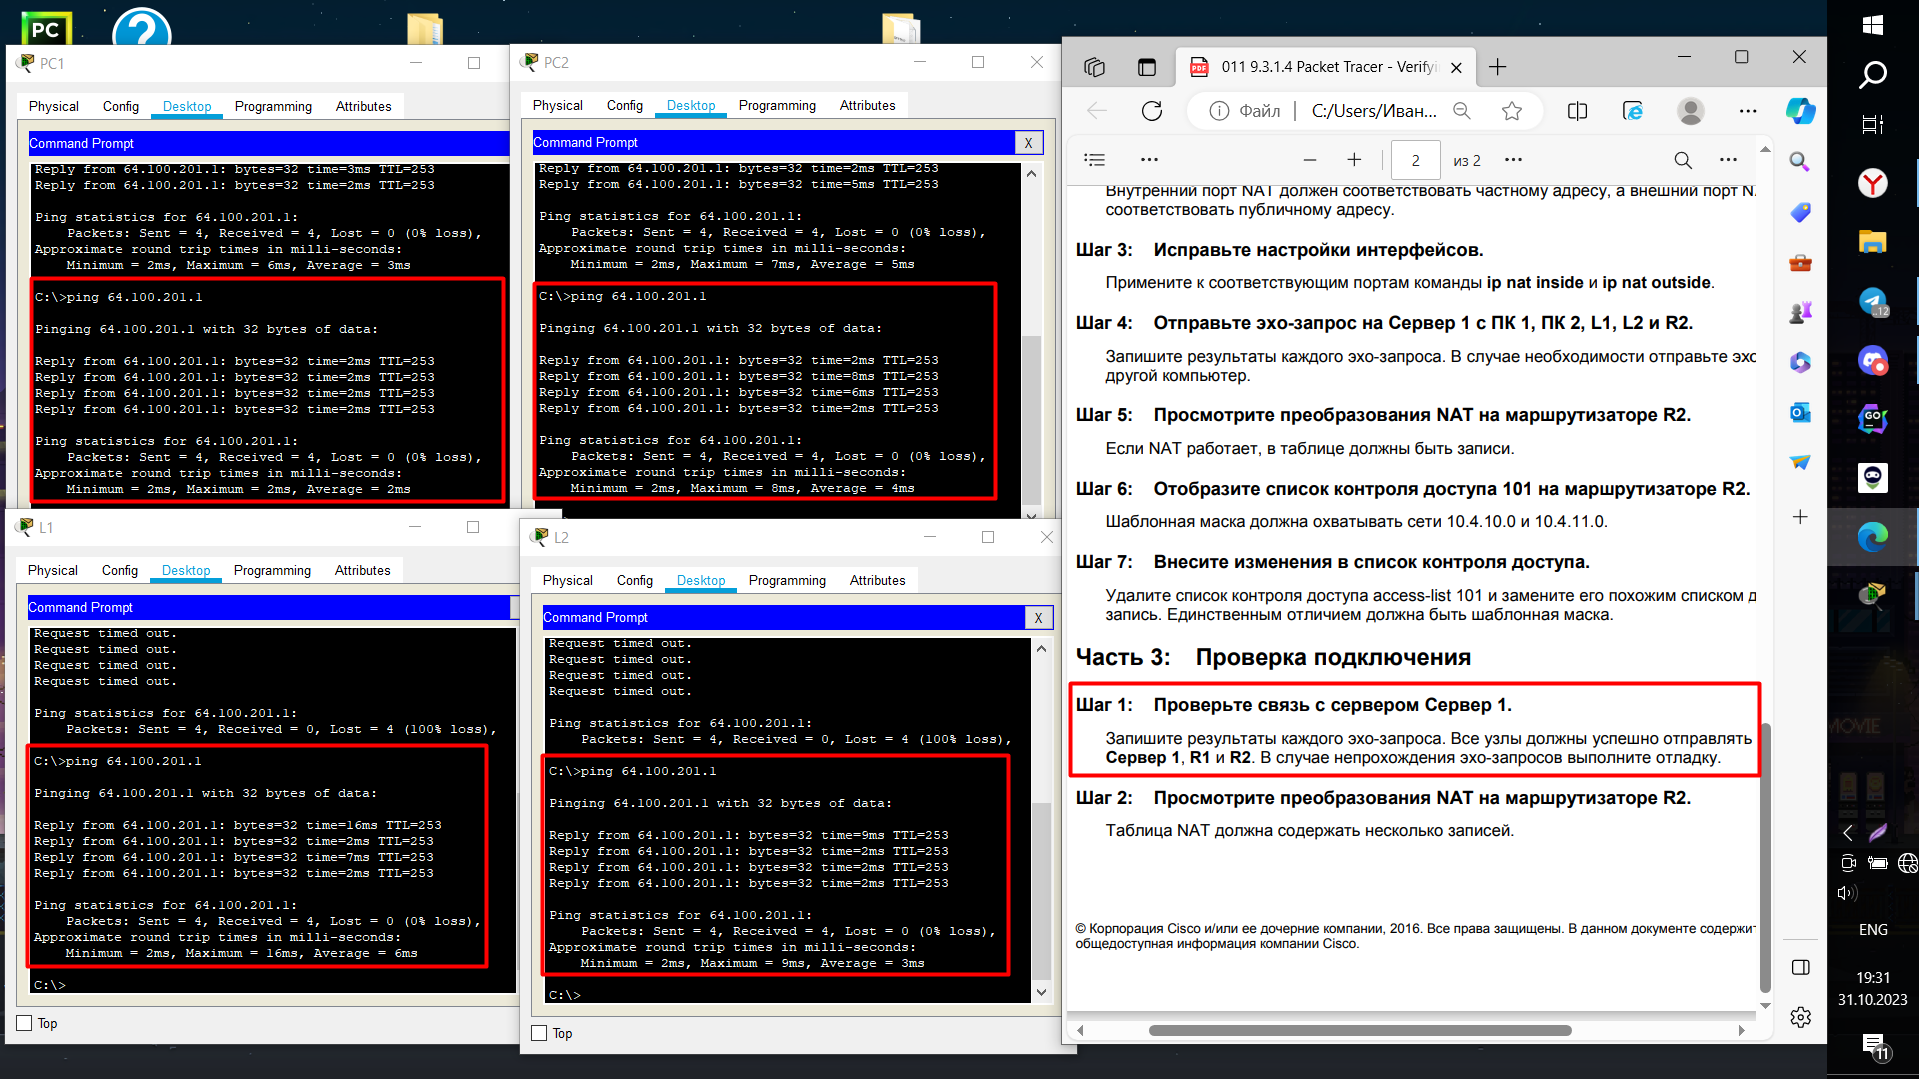 PC
?
PC1
Physical Config Desktop Programming Attributes
Command Prompt
Reply from 64.100.201.1: bytes=32 time=3ms TTL=253
Reply from 64.100.201.1: bytes=32 time=2ms TTL=253
Ping statistics for 64.100.201.1:
Packets: Sent = 4, Received = 4, Lost = 0 (0% loss),
Approximate round trip times in milli-seconds:
Minimum = 2ms, Maximum = 6ms, Average = 3ms
C:\>ping 64.100.201.1
Pinging 64.100.201.1 with 32 bytes of data:
Reply from 64.100.201.1: bytes=32 time=2ms TTL=253
Reply from 64.100.201.1: bytes=32 time=2ms TTL=253
Reply from 64.100.201.1: bytes=32 time=2ms TTL=253
Reply from 64.100.201.1: bytes=32 time=2ms TTL=253
Ping statistics for 64.100.201.1:
Packets: Sent = 4, Received = 4, Lost = 0 (0% loss),
Approximate round trip times in milli-seconds:
Minimum = 2ms, Maximum = 2ms, Average = 2ms
PC2
Physical Config Desktop Programming Attributes
Command Prompt
X
Reply from 64.100.201.1: bytes=32 time=2ms TTL=253
Reply from 64.100.201.1: bytes=32 time=5ms TTL=253
Ping statistics for 64.100.201.1:
Packets: Sent = 4, Received = 4, Lost = 0 (0% loss),
Approximate round trip times in milli-seconds:
Minimum = 2ms, Maximum = 7ms, Average = 5ms
C:\>ping 64.100.201.1
Pinging 64.100.201.1 with 32 bytes of data:
Reply from 64.100.201.1: bytes=32 time=2ms TTL=253
Reply from 64.100.201.1: bytes=32 time=8ms TTL=253
Reply from 64.100.201.1: bytes=32 time=6ms TTL=253
Reply from 64.100.201.1: bytes=32 time=2ms TTL=253
Ping statistics for 64.100.201.1:
Packets: Sent = 4, Received = 4, Lost = 0 (0% loss),
Approximate round trip times in milli-seconds:
Minimum = 2ms, Maximum = 8ms, Average = 4ms
L1
Physical Config Desktop Programming Attributes
Command Prompt
Request timed out.
Request timed out.
Request timed out.
Request timed out.
Ping statistics for 64.100.201.1:
Packets: Sent = 4, Received = 0, Lost = 4 (100% loss),
C:\>ping 64.100.201.1
Pinging 64.100.201.1 with 32 bytes of data:
Reply from 64.100.201.1: bytes=32 time=16ms TTL=253
Reply from 64.100.201.1: bytes=32 time=2ms TTL=253
Reply from 64.100.201.1: bytes=32 time=7ms TTL=253
Reply from 64.100.201.1: bytes=32 time=2ms TTL=253
Ping statistics for 64.100.201.1:
Packets: Sent = 4, Received = 4, Lost = 0 (0% loss),
Approximate round trip times in milli-seconds:
Minimum = 2ms, Maximum = 16ms, Average = 6ms
C:\>
Top
L2
Physical Config Desktop Programming Attributes
Command Prompt
X
Request timed out.
Request timed out.
Request timed out.
Request timed out.
Ping statistics for 64.100.201.1:
Packets: Sent = 4, Received = 0, Lost = 4 (100% loss),
C:\>ping 64.100.201.1
Pinging 64.100.201.1 with 32 bytes of data:
Reply from 64.100.201.1: bytes=32 time=9ms TTL=253
Reply from 64.100.201.1: bytes=32 time=2ms TTL=253
Reply from 64.100.201.1: bytes=32 time=2ms TTL=253
Reply from 64.100.201.1: bytes=32 time=2ms TTL=253
Ping statistics for 64.100.201.1:
Packets: Sent = 4, Received = 4, Lost = 0 (0% loss),
Approximate round trip times in milli-seconds:
Minimum = 2ms, Maximum = 9ms, Average = 3ms
C:\>
Top
PDF 011 9.3.1.4 Packet Tracer - Verifyi
Файл C:/Users/Иван...
2 из 2
Внутренний порт NAT должен соответствовать частному адресу, а внешний порт N
соответствовать публичному адресу.
Шаг 3: Исправьте настройки интерфейсов.
Примените к соответствующим портам команды ip nat inside и ip nat outside.
Шаг 4: Отправьте эхо-запрос на Сервер 1 с ПК 1, ПК 2, L1, L2 и R2.
Запишите результаты каждого эхо-запроса. В случае необходимости отправьте эхо
другой компьютер.
Шаг 5: Просмотрите преобразования NAT на маршрутизаторе R2.
Если NAT работает, в таблице должны быть записи.
Шаг 6: Отобразите список контроля доступа 101 на маршрутизаторе R2.
Шаблонная маска должна охватывать сети 10.4.10.0 и 10.4.11.0.
Шаг 7: Внесите изменения в список контроля доступа.
Удалите список контроля доступа access-list 101 и замените его похожим списком д
запись. Единственным отличием должна быть шаблонная маска.
Часть 3: Проверка подключения
Шаг 1: Проверьте связь с сервером Сервер 1.
Запишите результаты каждого эхо-запроса. Все узлы должны успешно отправлять
Сервер 1, R1 и R2. В случае непрохождения эхо-запросов выполните отладку.
Шаг 2: Просмотрите преобразования NAT на маршрутизаторе R2.
Таблица NAT должна содержать несколько записей.
© Корпорация Cisco и/или ее дочерние компании, 2016. Все права защищены. В данном документе содержит
общедоступная информация компании Cisco.
Y
..12
GO
MOVIE
ENG
19:31
31.10.2023
11